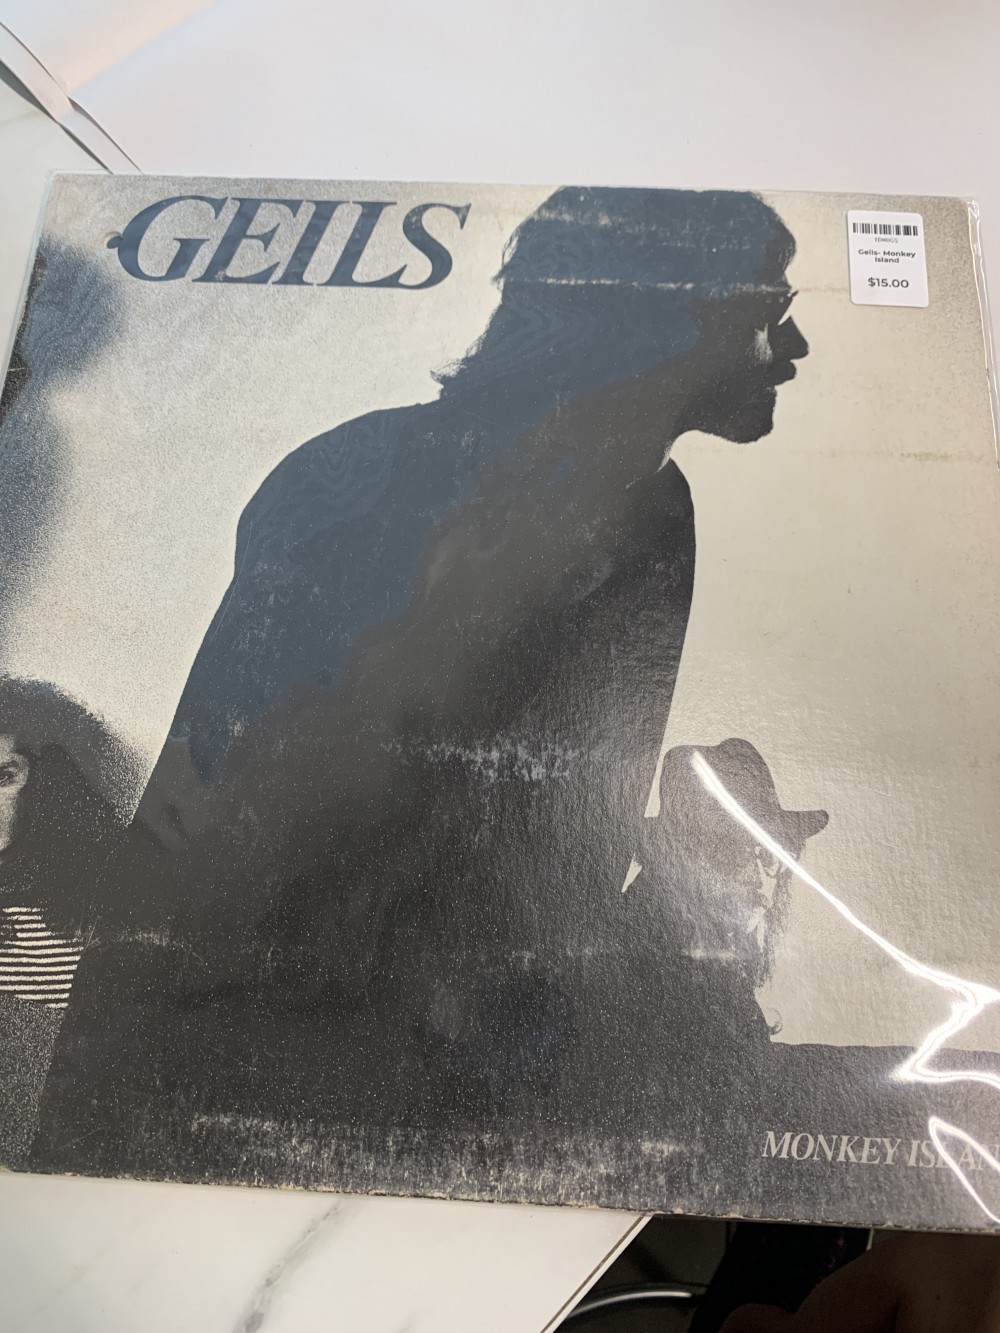 GEILS
Geils- Monkey
Island
$15.00
MONKEY ISLAN